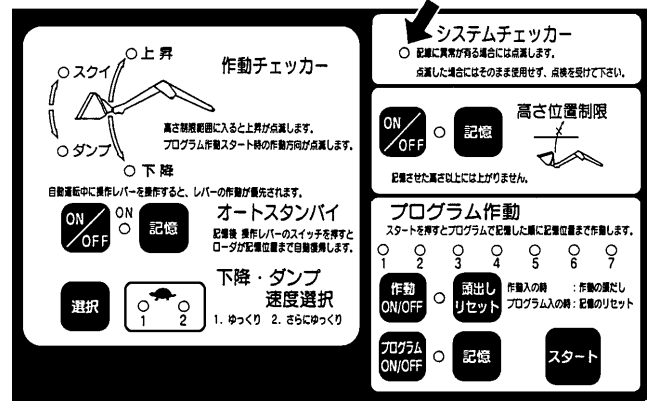 上昇
スクイ
作動チェッカー
高さ制限範囲に入ると上昇が点滅します。
プログラム作動スタート時の作動方向が点滅します。
ダンプ
下降
自動運転中に操作レバーを操作すると、レバーの作動が優先されます。
ON/OFF
ON
記憶
オートスタンバイ
記憶後 操作レバーのスイッチを押すと
ローダが記憶位置まで自動復帰します。
選択
1 2
下降・ダンプ
速度選択
1. ゆっくり 2. さらにゆっくり
システムチェッカー
配線に異常が有る場合には点滅します。
点滅した場合にはそのまま使用せず、点検を受けて下さい。
ON/OFF
記憶
高さ位置制限
記憶させた高さ以上には上がりません。
プログラム作動
スタートを押すとプログラムで記憶した順に記憶位置まで作動します。
1 2 3 4 5 6 7
作動
ON/OFF
頭出し
リセット
作動入の時 :作動の頭だし
プログラム入の時:記憶のリセット
プログラム
ON/OFF
記憶
スタート